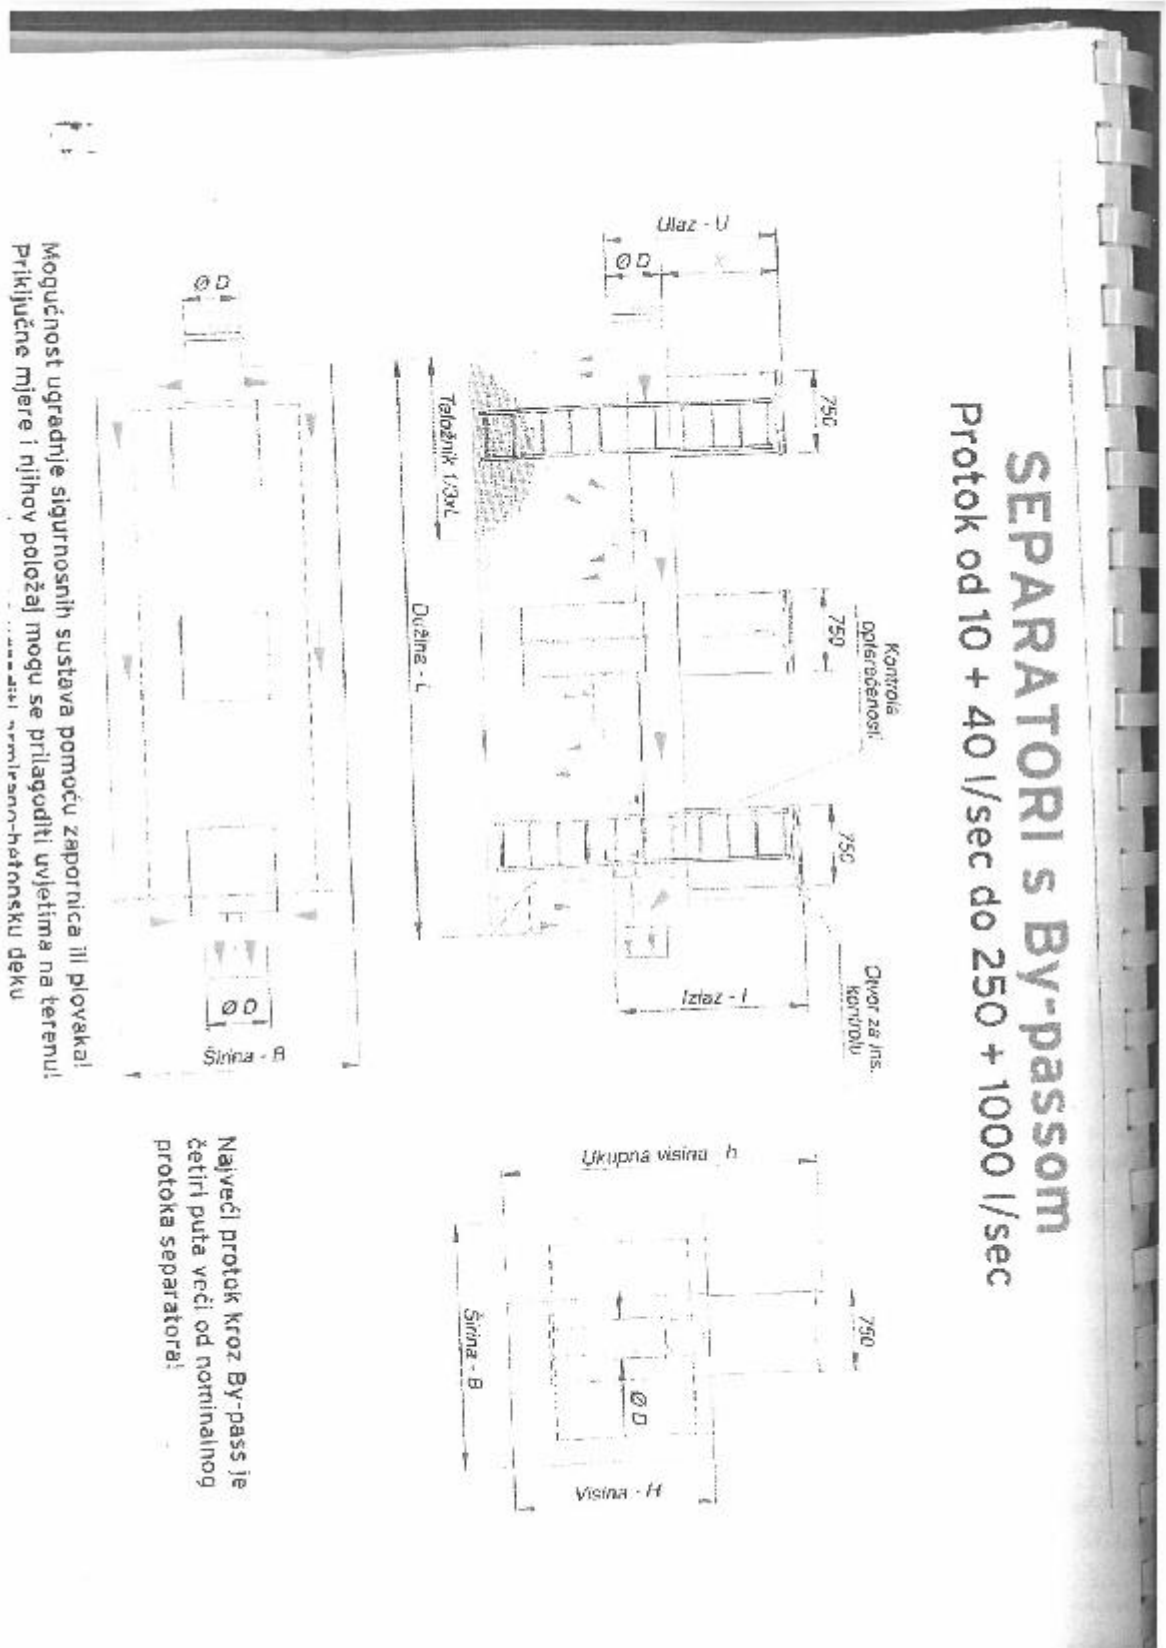 SEPARATORI s By-passom
Protok od 10 + 40 l/sec do 250 + 1000 l/sec
Kontrola
opterećenosti
Otvor za ins.
kontrolu
750
750
750
Ulaz - U
Ø D
X
Izlaz - I
Taložnik 1/3xL
Dužina - L
Ukupna visina - h
750
Ø D
Visina - H
Širina - B
Ø D
Ø D
Širina - B
Najveći protok kroz By-pass je
četiri puta veći od nominalnog
protoka separatora!
Mogućnost ugradnje sigurnosnih sustava pomoću zapornica ili plovaka!
Priključne mjere i njihov položaj mogu se prilagoditi uvjetima na terenu!
armirano-betonsku deku